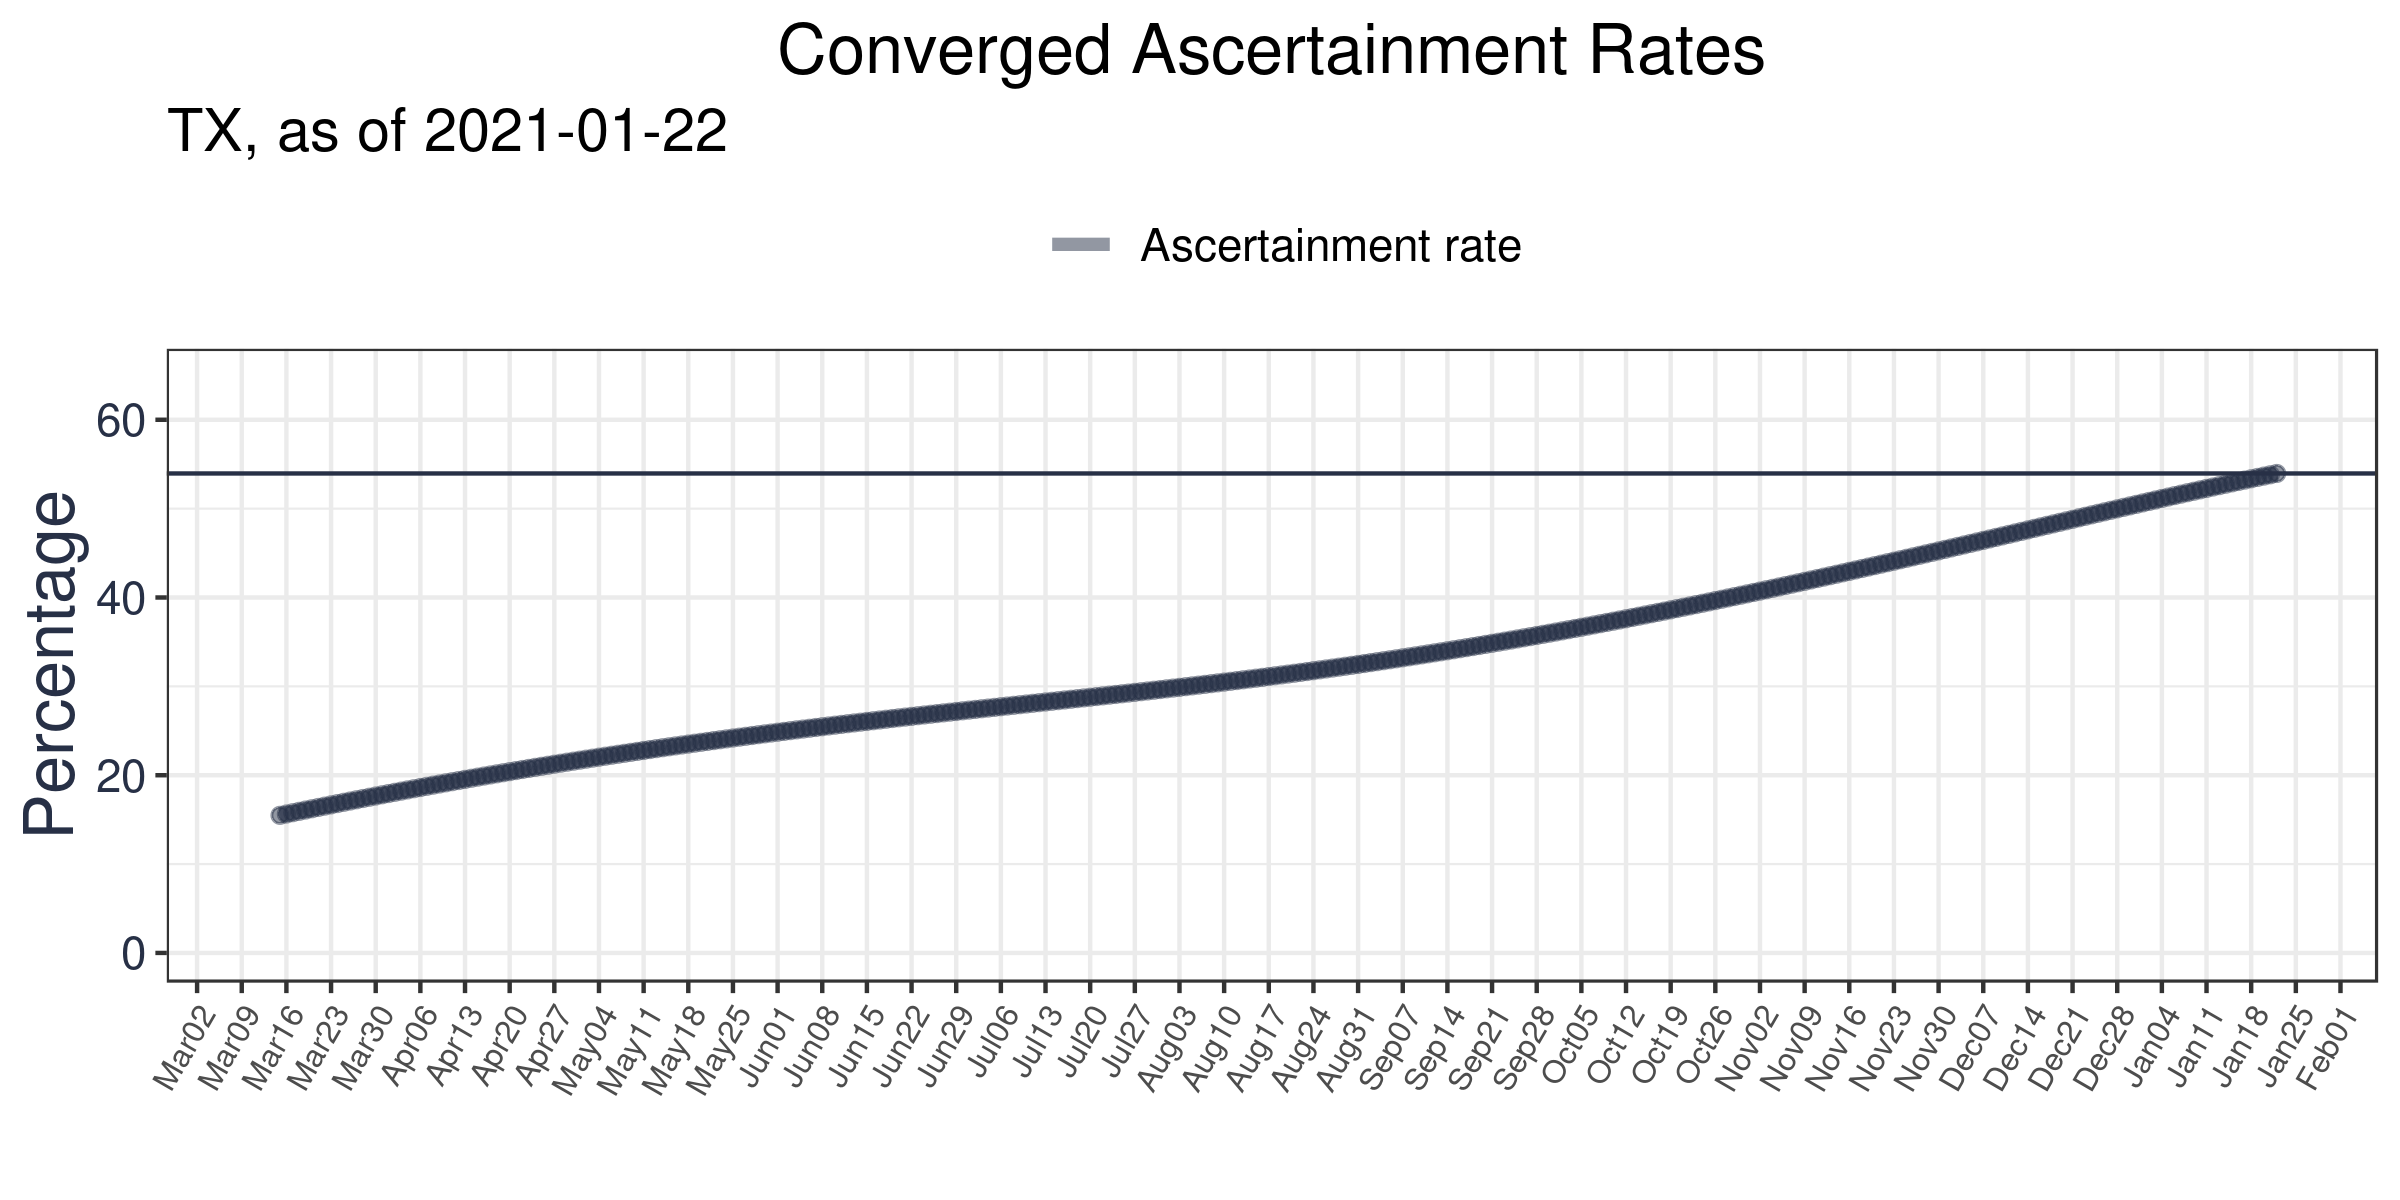 Converged Ascertainment Rates
TX, as of 2021-01-22
Ascertainment rate
Percentage
60
40
20
0
Mar02 Mar09 Mar16 Mar23 Mar30 Apr06 Apr13 Apr20 Apr27 May04 May11 May18 May25 Jun01 Jun08 Jun15 Jun22 Jun29 Jul06 Jul13 Jul20 Jul27 Aug03 Aug10 Aug17 Aug24 Aug31 Sep07 Sep14 Sep21 Sep28 Oct05 Oct12 Oct19 Oct26 Nov02 Nov09 Nov16 Nov23 Nov30 Dec07 Dec14 Dec21 Dec28 Jan04 Jan11 Jan18 Jan25 Feb01